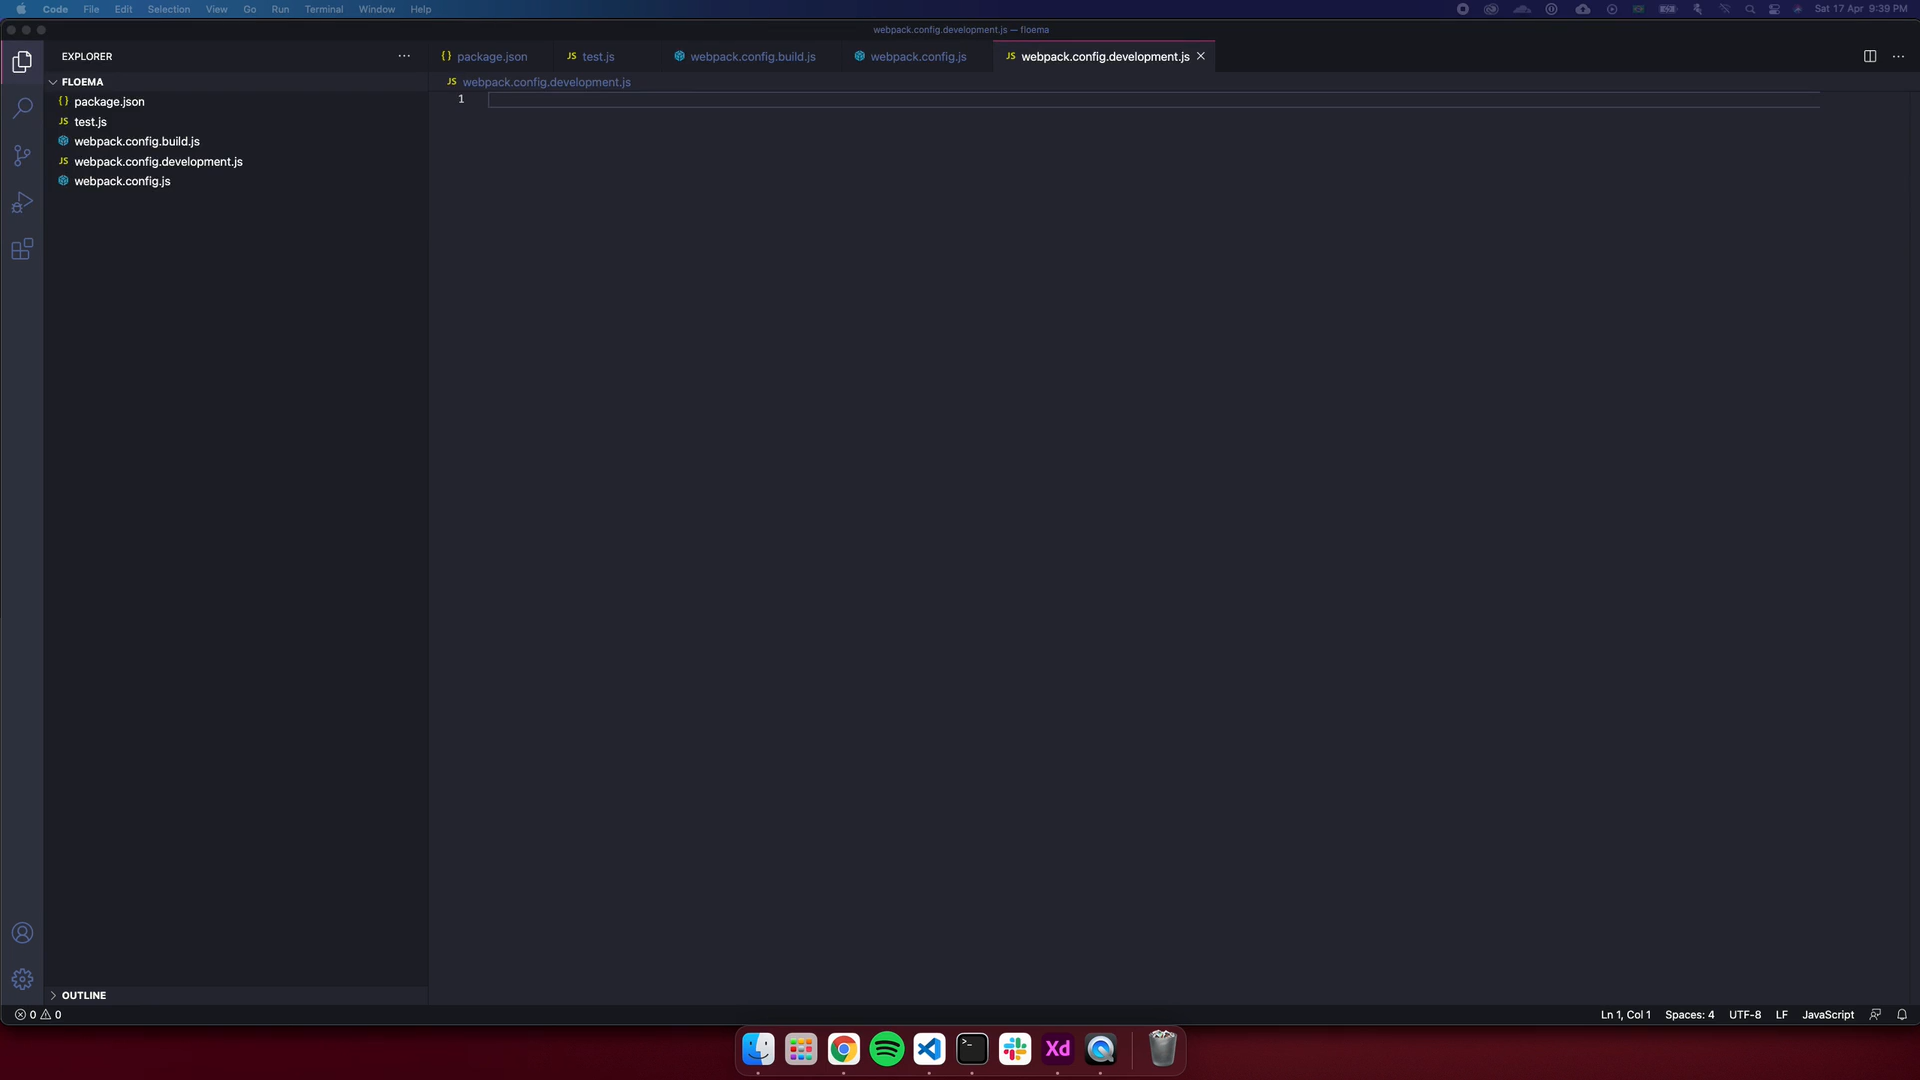 Code File Edit Selection View Go Run Terminal Window Help
Sat 17 Apr 9:39 PM
webpack.config.development.js — floema
EXPLORER
{} package.json
JS test.js
webpack.config.build.js
webpack.config.js
JS webpack.config.development.js
FLOEMA
JS webpack.config.development.js
{} package.json
JS test.js
webpack.config.build.js
JS webpack.config.development.js
webpack.config.js
1
OUTLINE
0 0
Ln 1, Col 1 Spaces: 4 UTF-8 LF JavaScript
>_
Xd